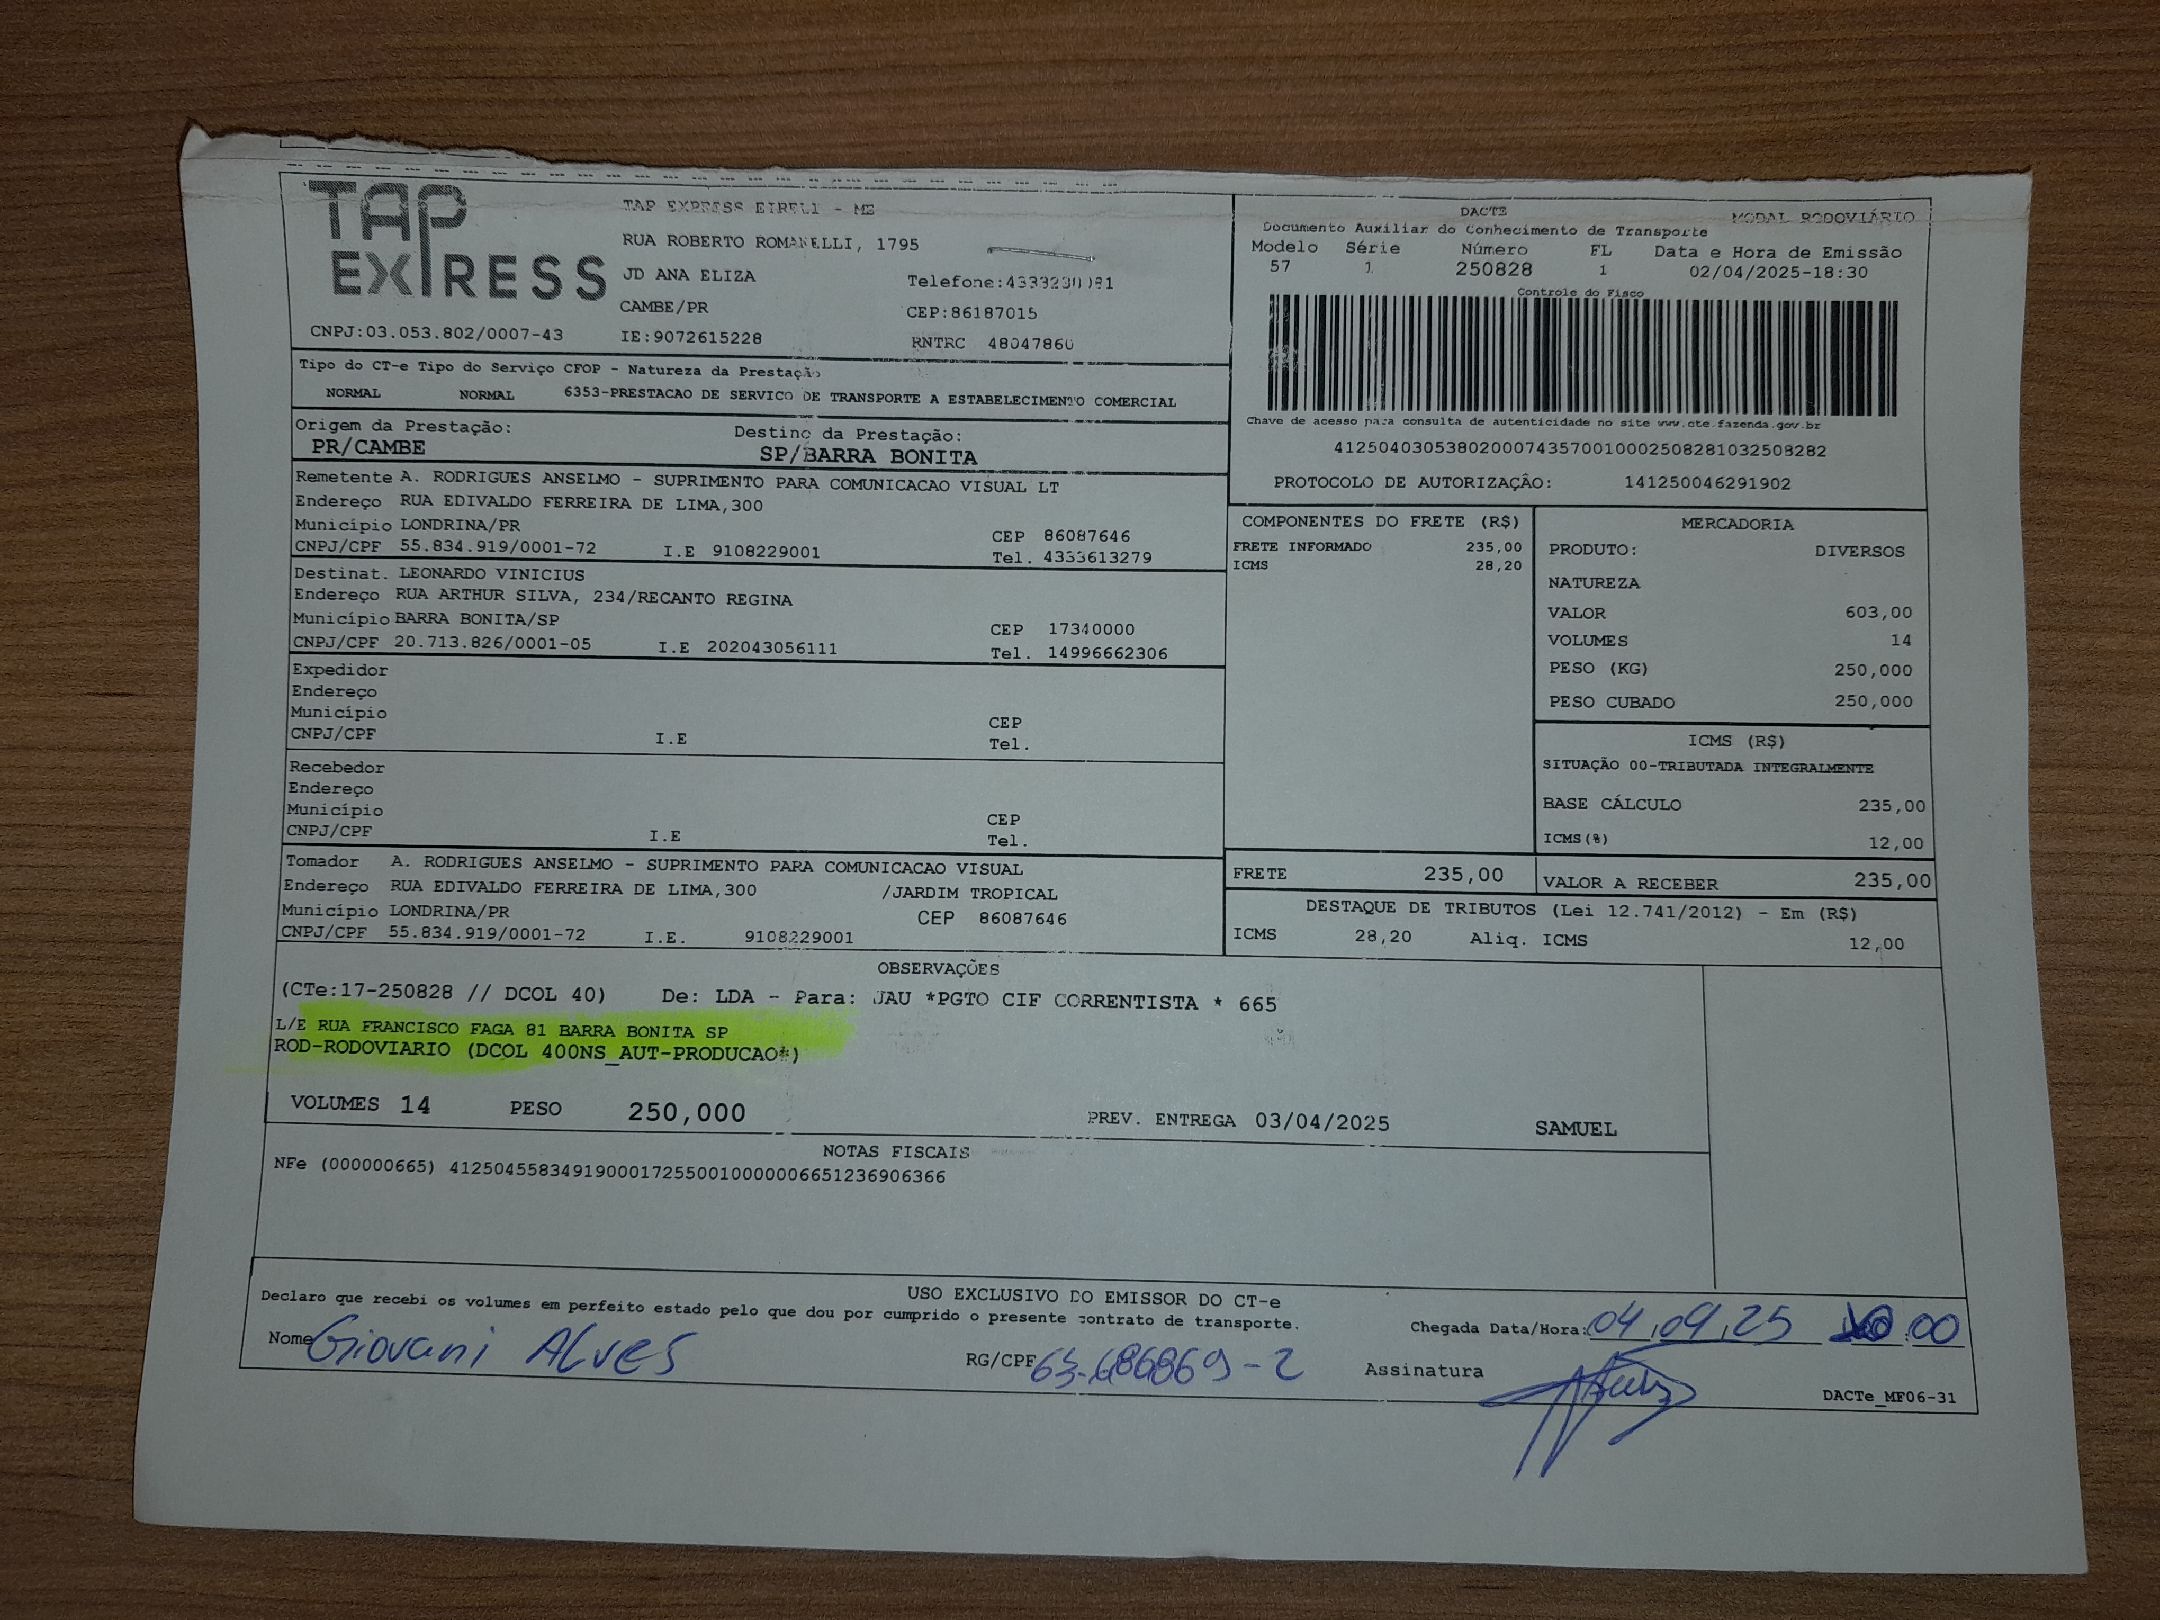 TAP EXPRESS
TAP EXPRESS EIRELI - ME
RUA ROBERTO ROMANELLI, 1795
JD ANA ELIZA
CAMBE/PR
CEP:86187015
CNPJ:03.053.802/0007-43 IE:9072615228 RNTRC 48047860
DACTE MODAL RODOVIÁRIO
Documento Auxiliar do Conhecimento de Transporte
Modelo Série Número FL Data e Hora de Emissão
57 1 250828 1 02/04/2025-18:30
Controle do Fisco
Chave de acesso para consulta de autenticidade no site www.cte.fazenda.gov.br
41250403053802000743570010002508281032508282
PROTOCOLO DE AUTORIZAÇÃO: 141250046291902
Tipo do CT-e Tipo do Serviço CFOP - Natureza da Prestação
NORMAL NORMAL 6353-PRESTACAO DE SERVICO DE TRANSPORTE A ESTABELECIMENTO COMERCIAL
Origem da Prestação: Destino da Prestação:
PR/CAMBE SP/BARRA BONITA
Remetente A. RODRIGUES ANSELMO - SUPRIMENTO PARA COMUNICACAO VISUAL LT
Endereço RUA EDIVALDO FERREIRA DE LIMA,300
Município LONDRINA/PR CEP 86087646
CNPJ/CPF 55.834.919/0001-72 I.E 9108229001 Tel. 4333613279
Destinat. LEONARDO VINICIUS
Endereço RUA ARTHUR SILVA, 234/RECANTO REGINA
Município BARRA BONITA/SP CEP 17340000
CNPJ/CPF 20.713.826/0001-05 I.E 202043056111 Tel. 14996662306
Expedidor
Endereço
Município CEP
CNPJ/CPF I.E Tel.
Recebedor
Endereço
Município CEP
CNPJ/CPF I.E Tel.
Tomador A. RODRIGUES ANSELMO - SUPRIMENTO PARA COMUNICACAO VISUAL
Endereço RUA EDIVALDO FERREIRA DE LIMA,300 /JARDIM TROPICAL
Município LONDRINA/PR CEP 86087646
CNPJ/CPF 55.834.919/0001-72 I.E. 9108229001
COMPONENTES DO FRETE (R$)
FRETE INFORMADO 235,00
ICMS 28,20
MERCADORIA
PRODUTO: DIVERSOS
NATUREZA
VALOR 603,00
VOLUMES 14
PESO (KG) 250,000
PESO CUBADO 250,000
ICMS (R$)
SITUAÇÃO 00-TRIBUTADA INTEGRALMENTE
BASE CÁLCULO 235,00
ICMS(%) 12,00
FRETE 235,00 VALOR A RECEBER 235,00
DESTAQUE DE TRIBUTOS (Lei 12.741/2012) - Em (R$)
ICMS 28,20 Aliq. ICMS 12,00
OBSERVAÇÕES
(CTe:17-250828 // DCOL 40) De: LDA - Para: JAU *PGTO CIF CORRENTISTA * 665
L/E RUA FRANCISCO FAGA 81 BARRA BONITA SP
ROD-RODOVIARIO (DCOL 400NS_AUT-PRODUCAO*)
VOLUMES 14 PESO 250,000 PREV. ENTREGA 03/04/2025 SAMUEL
NOTAS FISCAIS
NFe (000000665) 41250455834919000172550010000006651236906366
USO EXCLUSIVO DO EMISSOR DO CT-e
Declaro que recebi os volumes em perfeito estado pelo que dou por cumprido o presente contrato de transporte.
Chegada Data/Hora: 04,04,25 :00
Nome Giovani Alves RG/CPF Assinatura
DACTe_MF06-31